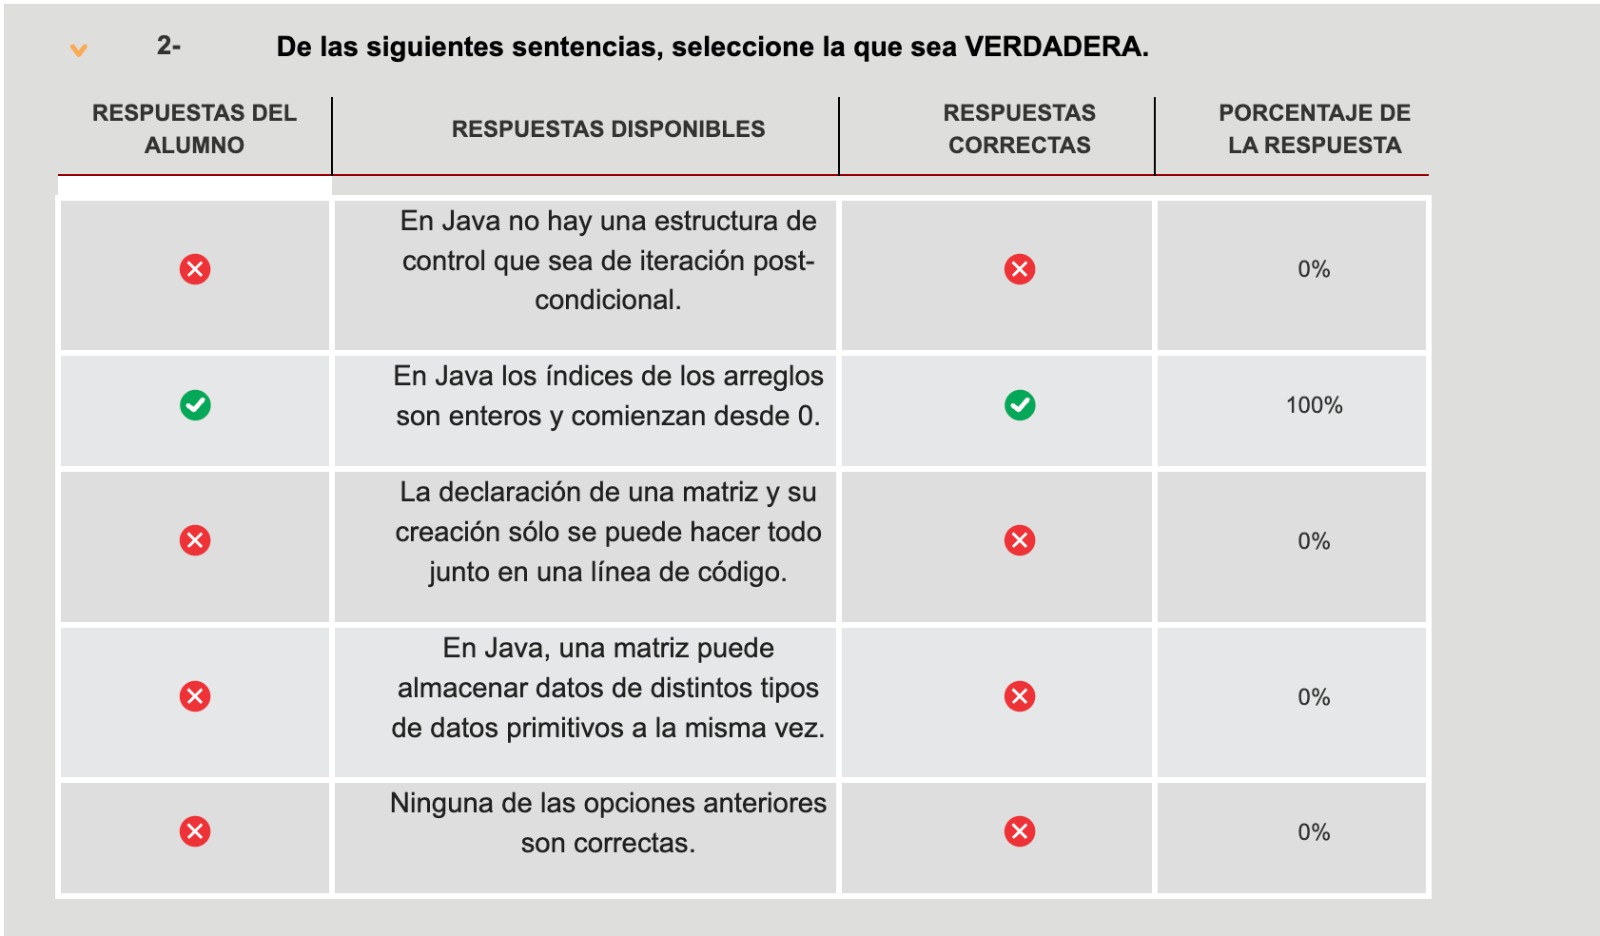 2- De las siguientes sentencias, seleccione la que sea VERDADERA.
RESPUESTAS DEL
ALUMNO
RESPUESTAS DISPONIBLES
RESPUESTAS
CORRECTAS
PORCENTAJE DE
LA RESPUESTA
En Java no hay una estructura de
control que sea de iteración post-
condicional.
0%
En Java los índices de los arreglos
son enteros y comienzan desde 0.
100%
La declaración de una matriz y su
creación sólo se puede hacer todo
junto en una línea de código.
0%
En Java, una matriz puede
almacenar datos de distintos tipos
de datos primitivos a la misma vez.
0%
Ninguna de las opciones anteriores
son correctas.
0%